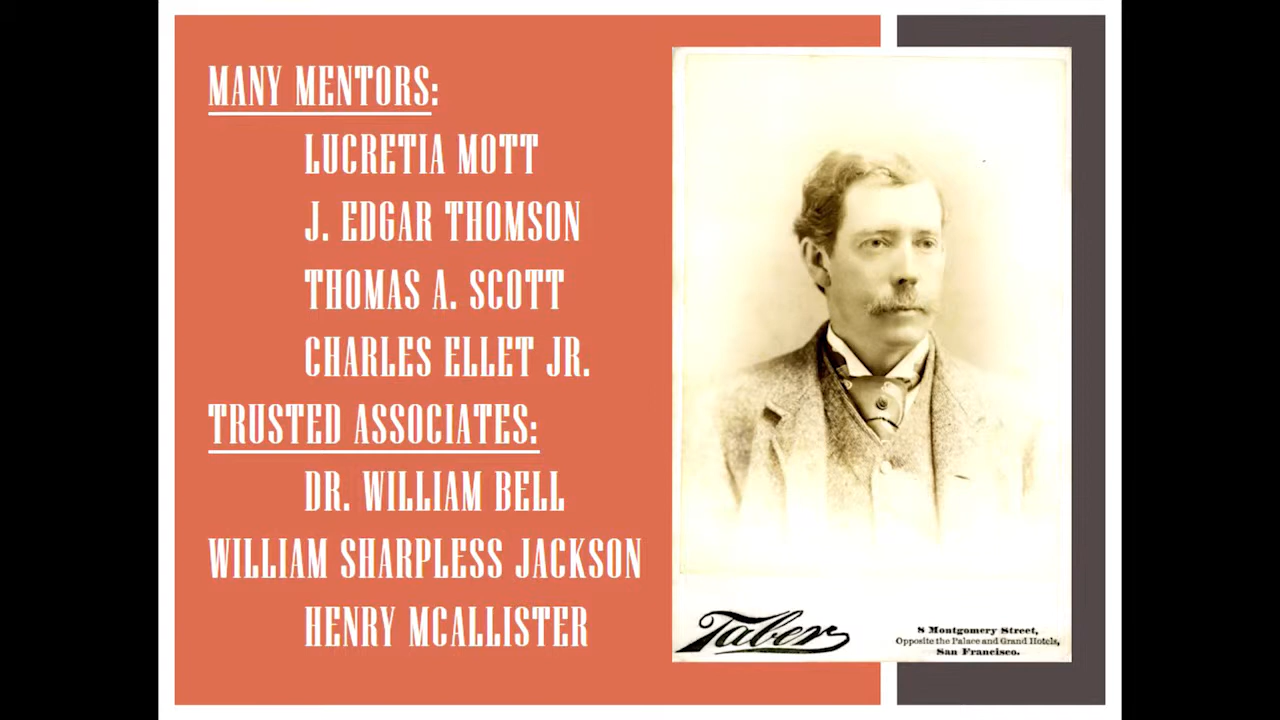 MANY MENTORS:
LUCRETIA MOTT
J. EDGAR THOMSON
THOMAS A. SCOTT
CHARLES ELLET JR.
TRUSTED ASSOCIATES:
DR. WILLIAM BELL
WILLIAM SHARPLESS JACKSON
HENRY MCALLISTER
Taber
8 Montgomery Street,
Opposite the Palace and Grand Hotels,
San Francisco.